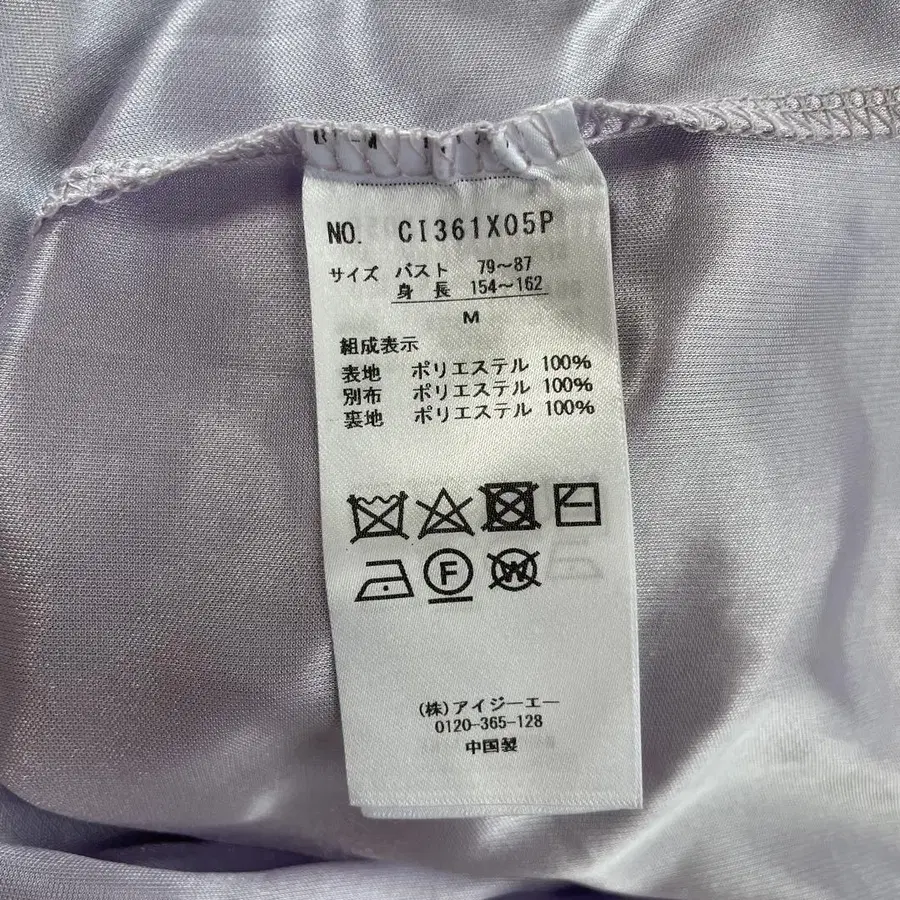 NO. CI361X05P
サイズ バスト 79〜87
身長 154〜162
M
組成表示
表地 ポリエステル 100%
別布 ポリエステル 100%
裏地 ポリエステル 100%
F
W
(株)アイジーエー
0120-365-128
中国製